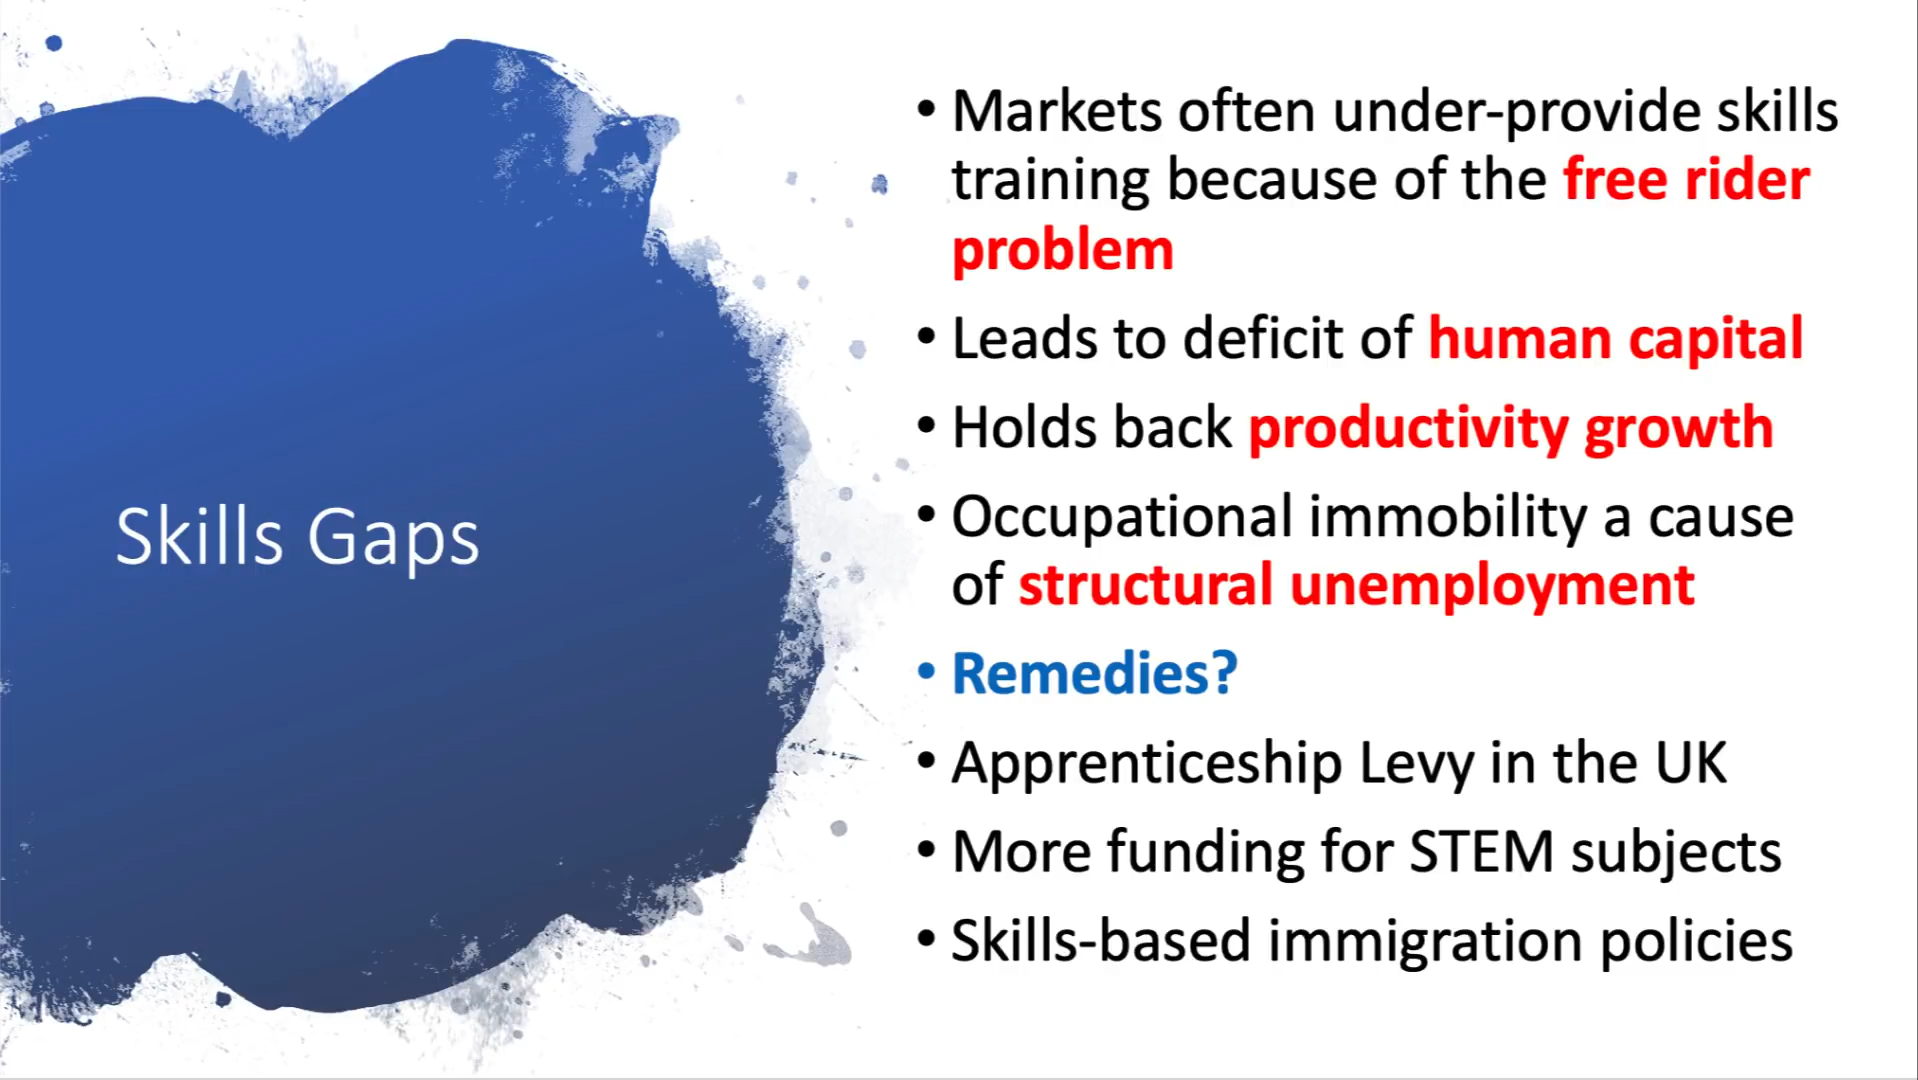 Skills Gaps
• Markets often under-provide skills
training because of the free rider
problem
• Leads to deficit of human capital
• Holds back productivity growth
• Occupational immobility a cause
of structural unemployment
• Remedies?
• Apprenticeship Levy in the UK
• More funding for STEM subjects
• Skills-based immigration policies